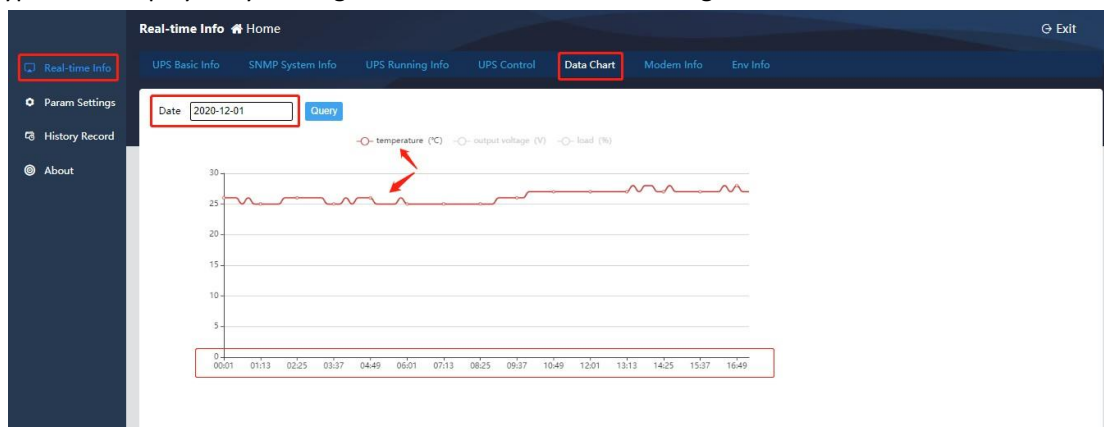 Real-time Info Home Exit
Real-time Info
UPS Basic Info SNMP System Info UPS Running Info UPS Control Data Chart Modem Info Env Info
Param Settings
History Record
About
Date 2020-12-01 Query
temperature (℃) output voltage (V) load (%)
30
25
20
15
10
5
0
00:01 01:13 02:25 03:37 04:49 06:01 07:13 08:25 09:37 10:49 12:01 13:13 14:25 15:37 16:49